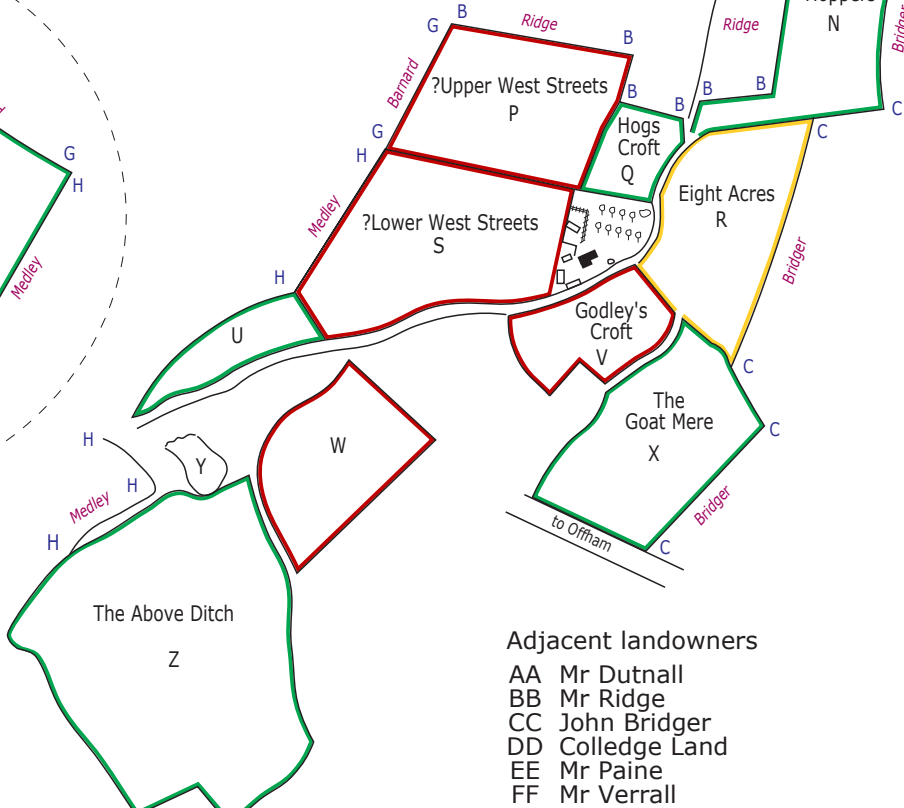 B
Ridge
G
B
Hoppers
N
Bridger
Ridge
Barnard
?Upper West Streets
P
B
B
B
B
B
C
C
Hogs
Croft
Q
G
H
G
H
Medley
Eight Acres
R
Medley
?Lower West Streets
S
Bridger
H
U
Godley's
Croft
V
C
The
Goat Mere
X
C
H
W
Y
H
Medley
H
Bridger
to Offham
C
The Above Ditch
Z
Adjacent landowners
AA Mr Dutnall
BB Mr Ridge
CC John Bridger
DD Colledge Land
EE Mr Paine
FF Mr Verrall